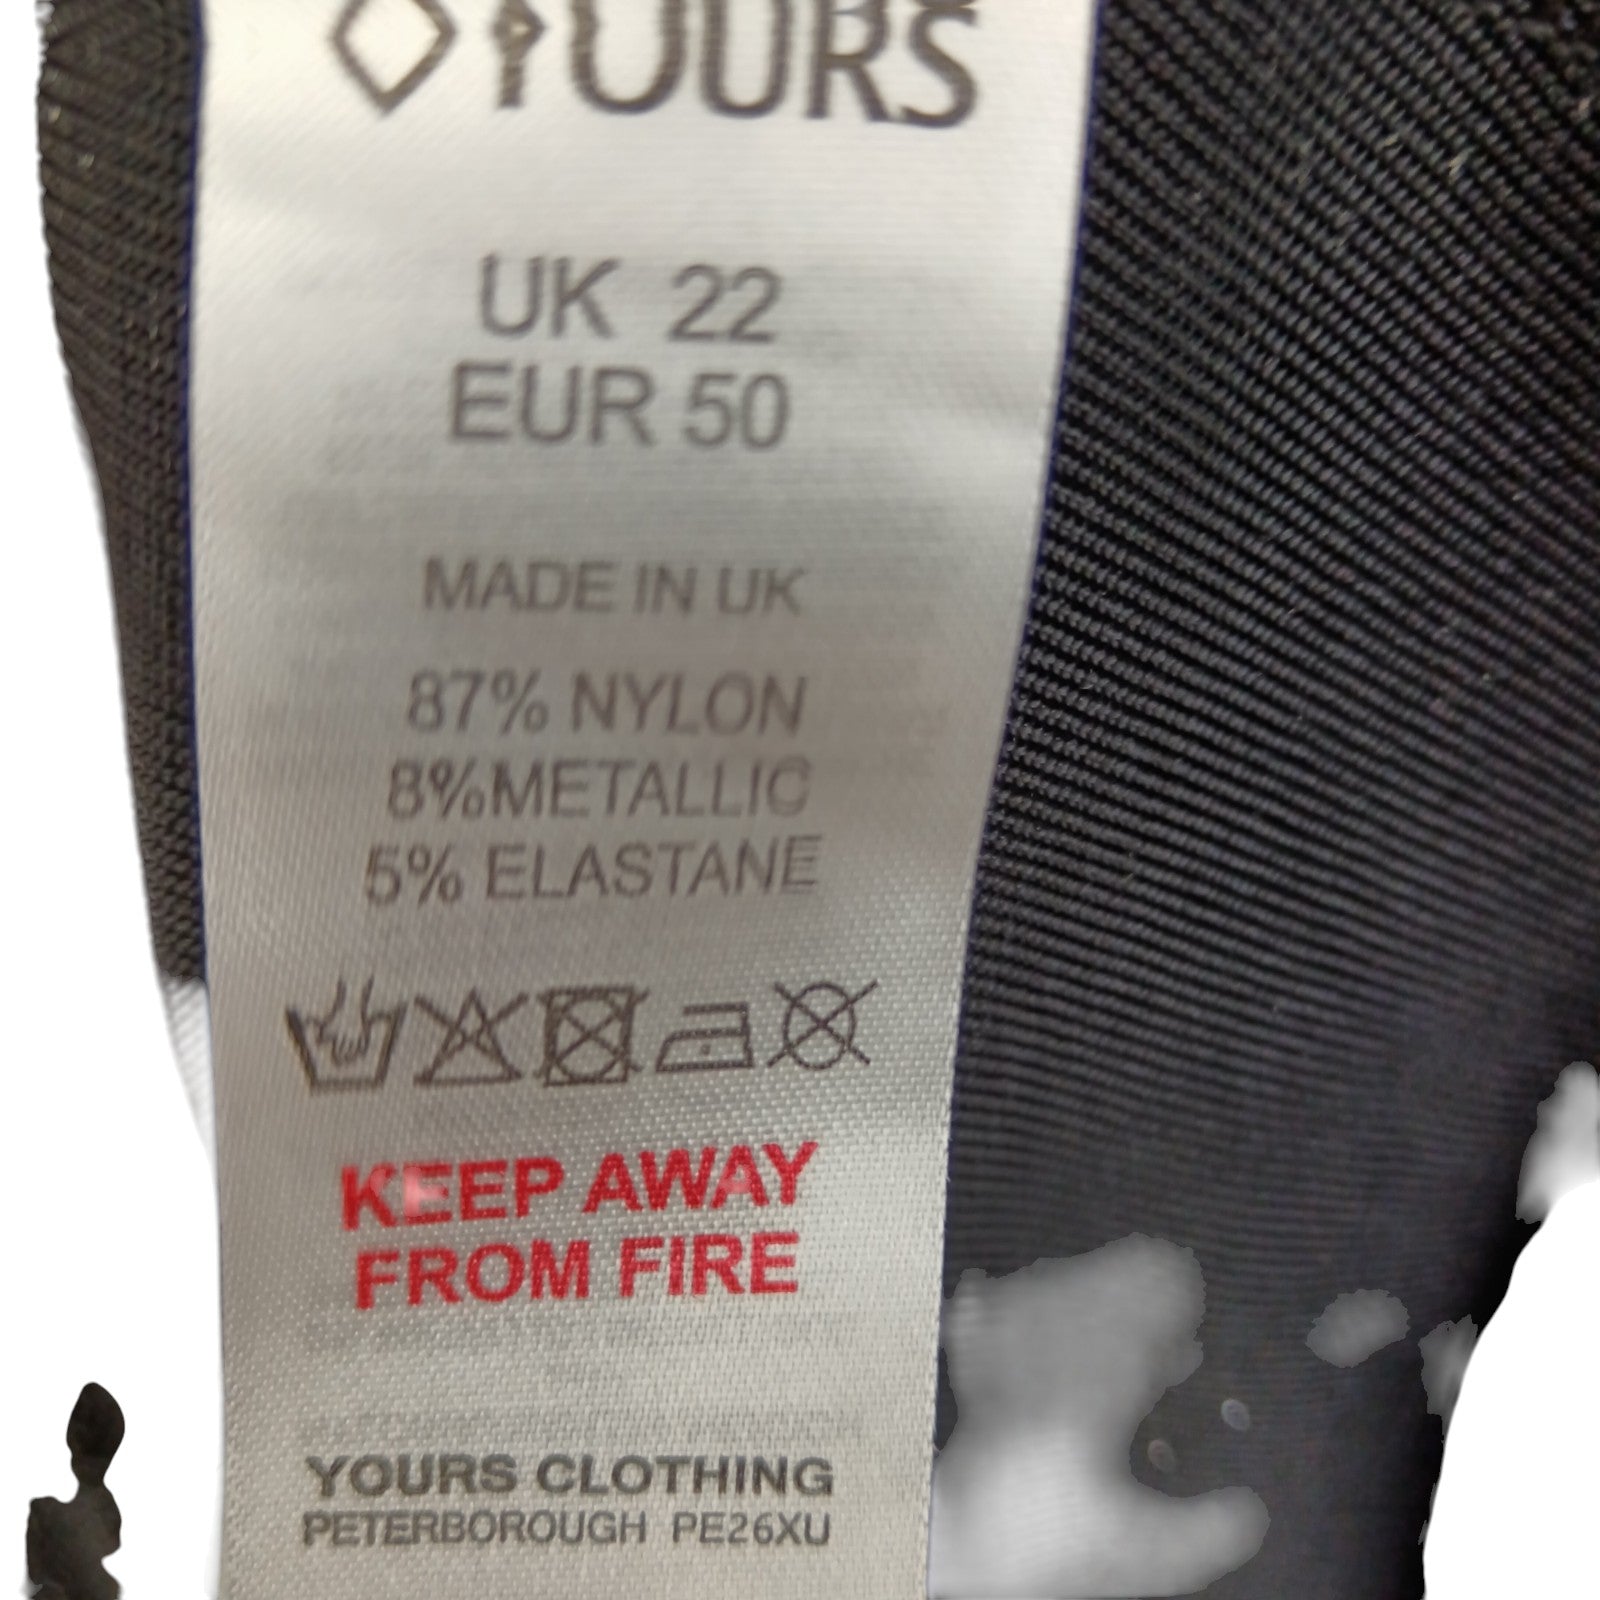 YOURS
UK 22
EUR 50
MADE IN UK
87% NYLON
8%METALLIC
5% ELASTANE
KEEP AWAY
FROM FIRE
YOURS CLOTHING
PETERBOROUGH PE26XU